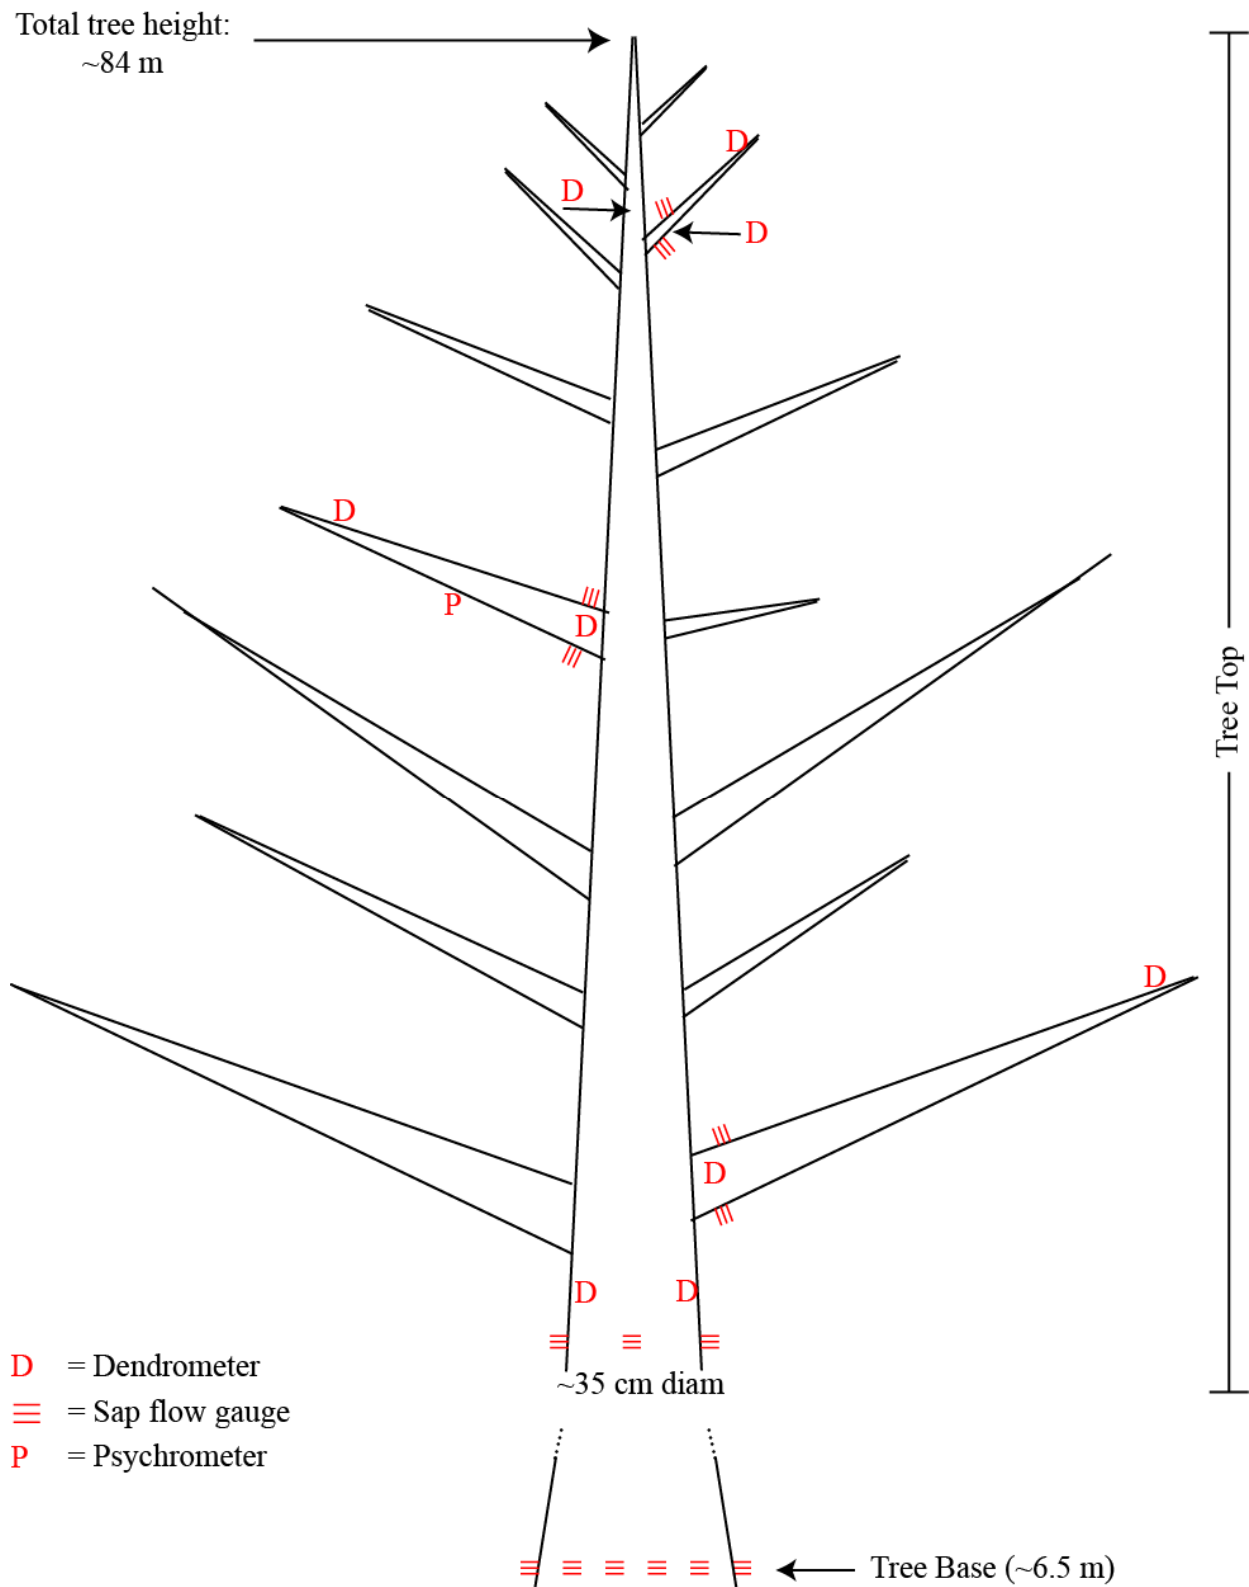 Total tree height:
~84 m
D
D
D
D
P
D
Tree Top
D
D
D
D
~35 cm diam
D = Dendrometer
= Sap flow gauge
P = Psychrometer
Tree Base (~6.5 m)